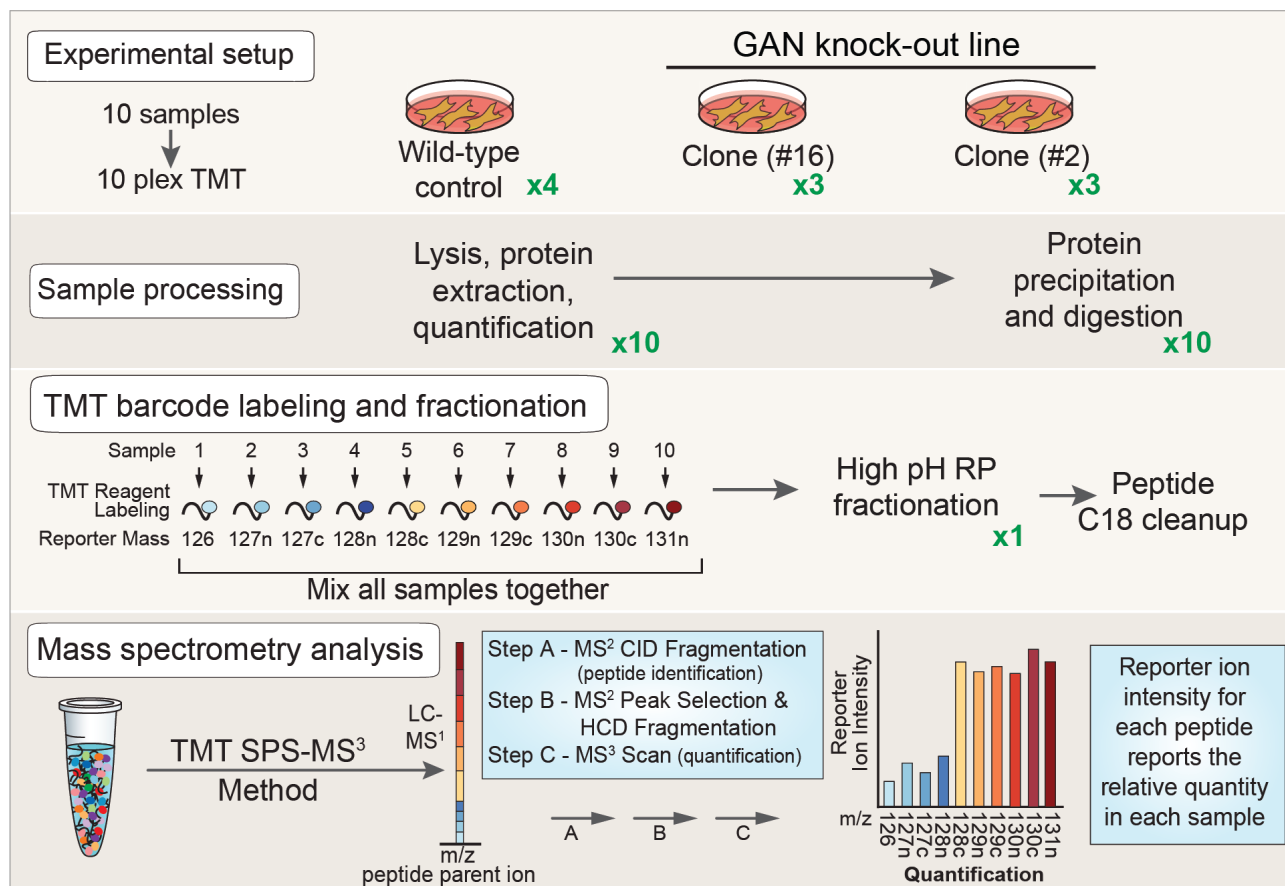 Experimental setup
10 samples
10 plex TMT
GAN knock-out line
Wild-type
control
x4
Clone (#16)
x3
Clone (#2)
x3
Sample processing
Lysis, protein
extraction,
quantification
x10
Protein
precipitation
and digestion
x10
TMT barcode labeling and fractionation
Sample 1 2 3 4 5 6 7 8 9 10
TMT Reagent
Labeling
Reporter Mass 126 127n 127c 128n 128c 129n 129c 130n 130c 131n
Mix all samples together
High pH RP
fractionation
x1
Peptide
C18 cleanup
Mass spectrometry analysis
TMT SPS-MS³
Method
LC-
MS¹
m/z
peptide parent ion
Step A - MS² CID Fragmentation
(peptide identification)
Step B - MS² Peak Selection &
HCD Fragmentation
Step C - MS³ Scan (quantification)
A B C
Reporter
Ion Intensity
m/z 126 127n 127c 128n 128c 129n 129c 130n 130c 131n
Quantification
Reporter ion
intensity for
each peptide
reports the
relative quantity
in each sample